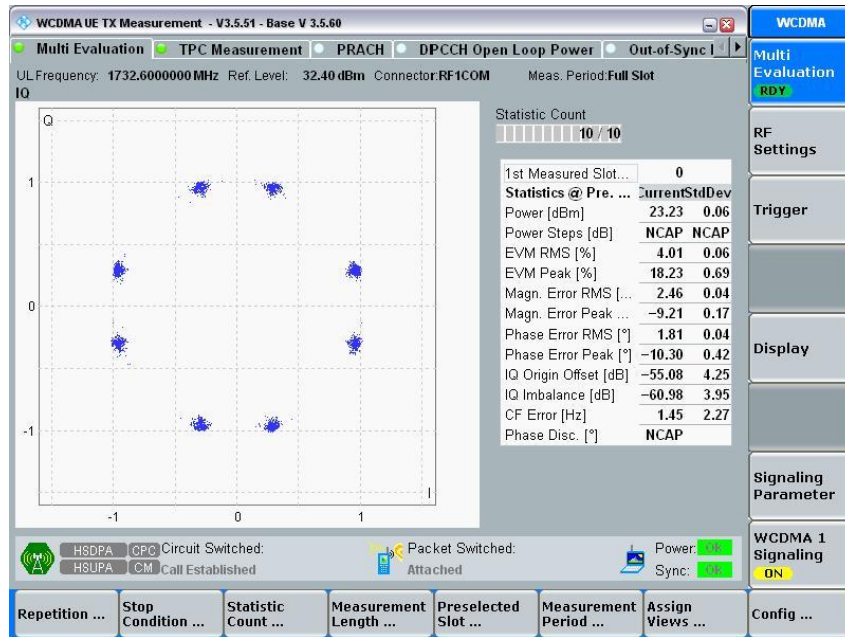 WCDMA UE TX Measurement - V3.5.51 - Base V 3.5.60
WCDMA
Multi Evaluation TPC Measurement PRACH DPCCH Open Loop Power Out-of-Sync
UL Frequency: 1732.6000000 MHz Ref. Level: 32.40 dBm Connector:RF1COM Meas. Period:Full Slot
IQ
Q
1
0
-1
-1 0 1
I
Statistic Count
10 / 10
1st Measured Slot... 0
Statistics @ Pre. ... Current StdDev
Power [dBm] 23.23 0.06
Power Steps [dB] NCAP NCAP
EVM RMS [%] 4.01 0.06
EVM Peak [%] 18.23 0.69
Magn. Error RMS [... 2.46 0.04
Magn. Error Peak ... -9.21 0.17
Phase Error RMS [°] 1.81 0.04
Phase Error Peak [°] -10.30 0.42
IQ Origin Offset [dB] -55.08 4.25
IQ Imbalance [dB] -60.98 3.95
CF Error [Hz] 1.45 2.27
Phase Disc. [°] NCAP
Multi
Evaluation
RDY
RF
Settings
Trigger
Display
Signaling
Parameter
WCDMA 1
Signaling
ON
HSDPA CPC Circuit Switched: Packet Switched: Power: OK
HSUPA CM Call Established Attached Sync: OK
Repetition ...
Stop
Condition ...
Statistic
Count ...
Measurement
Length ...
Preselected
Slot ...
Measurement
Period ...
Assign
Views ...
Config ...